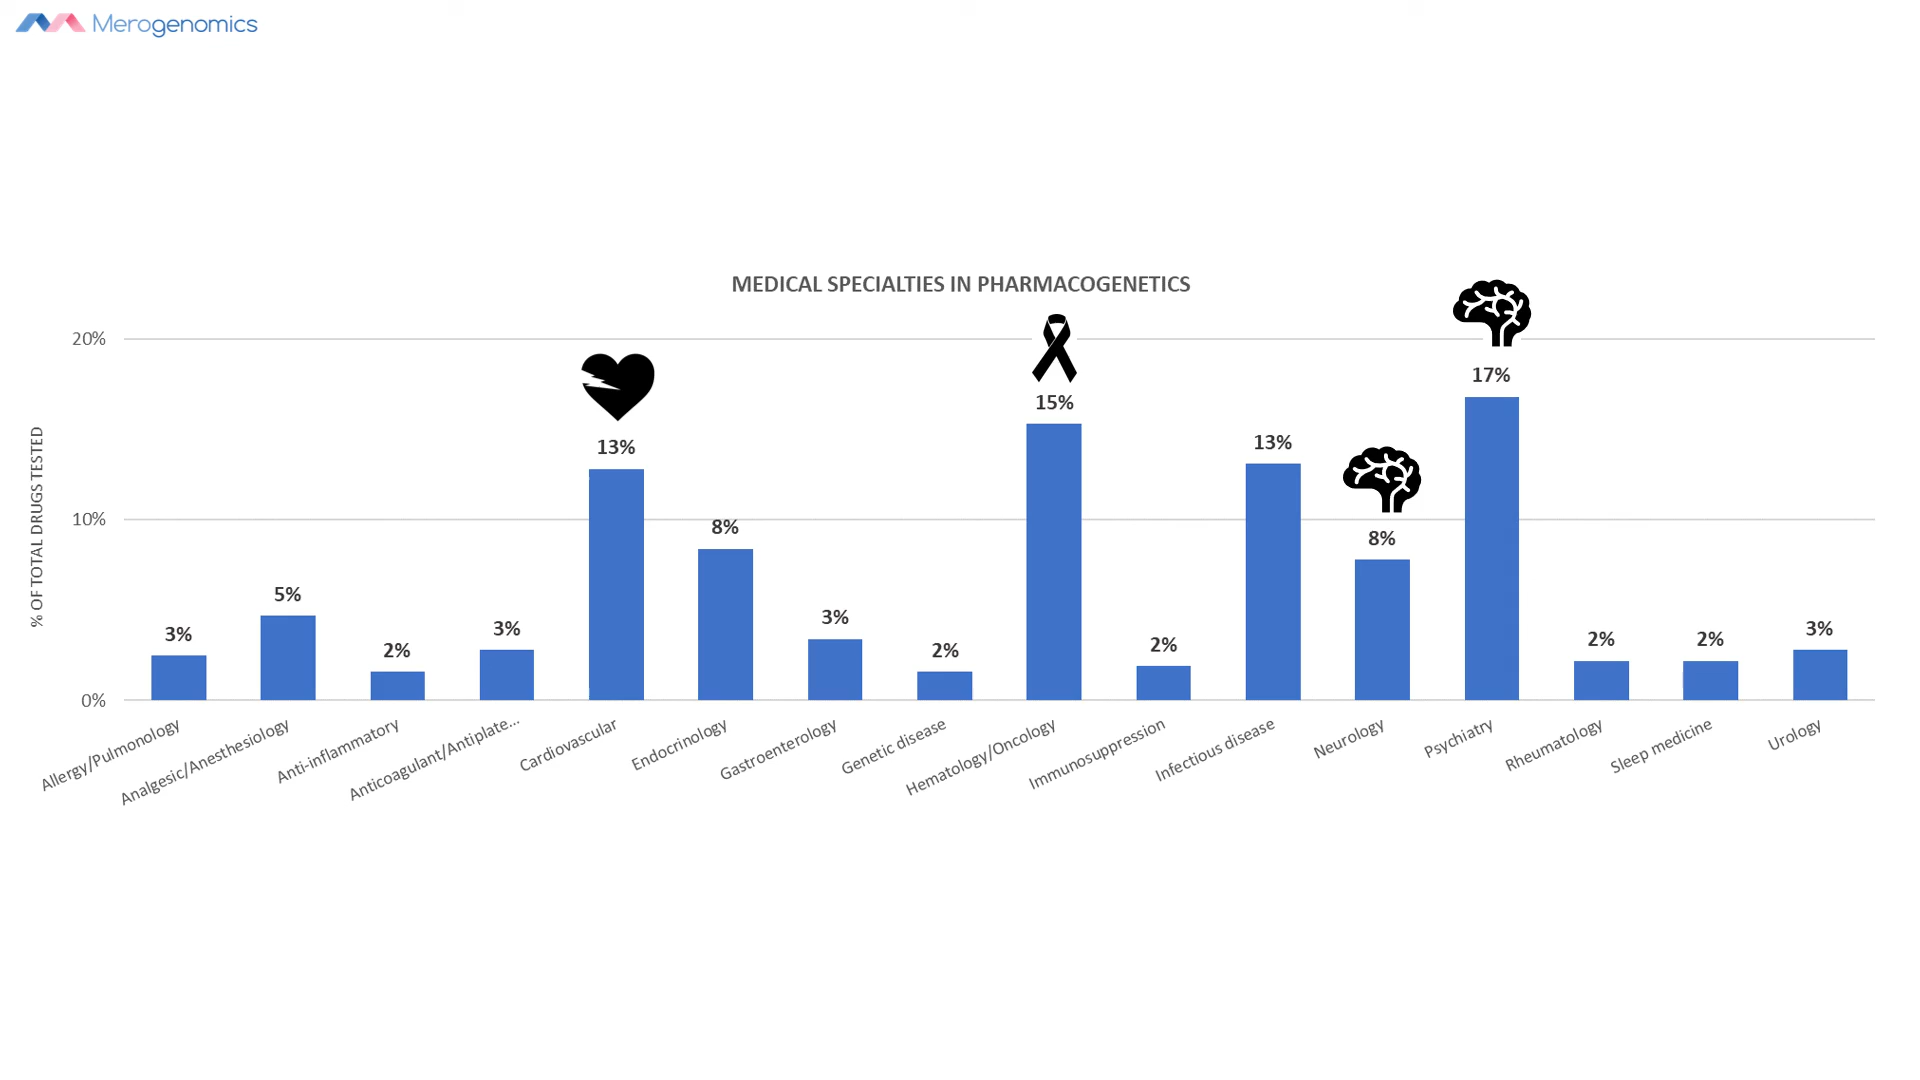 Merogenomics
MEDICAL SPECIALTIES IN PHARMACOGENETICS
% OF TOTAL DRUGS TESTED
20%
10%
0%
3%
5%
2%
3%
13%
8%
3%
2%
15%
2%
13%
8%
17%
2%
2%
3%
Allergy/Pulmonology
Analgesic/Anesthesiology
Anti-inflammatory
Anticoagulant/Antiplate...
Cardiovascular
Endocrinology
Gastroenterology
Genetic disease
Hematology/Oncology
Immunosuppression
Infectious disease
Neurology
Psychiatry
Rheumatology
Sleep medicine
Urology